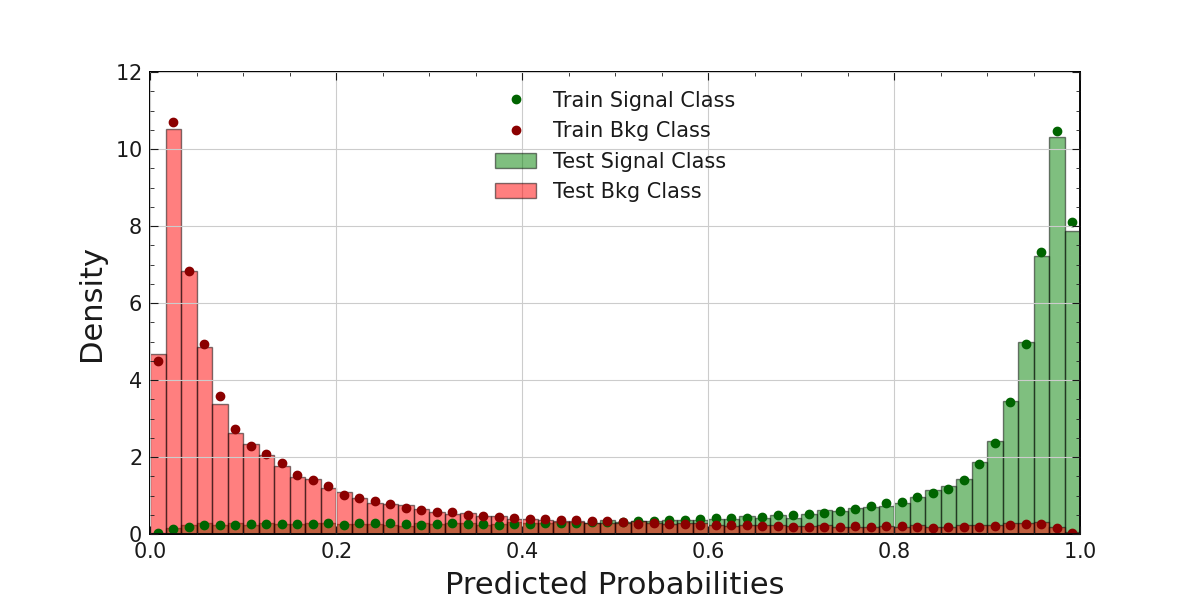 12
10
8
6
4
2
0
Density
Train Signal Class
Train Bkg Class
Test Signal Class
Test Bkg Class
0.0 0.2 0.4 0.6 0.8 1.0
Predicted Probabilities